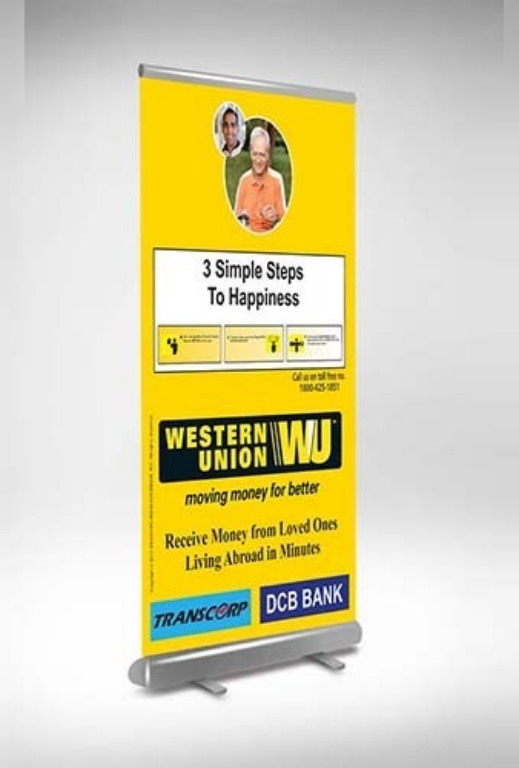 3 Simple Steps
To Happiness
Call us on toll free no.
1800-425-1851
WESTERN
UNION WU
moving money for better
Receive Money from Loved Ones
Living Abroad in Minutes
TRANSCORP DCB BANK